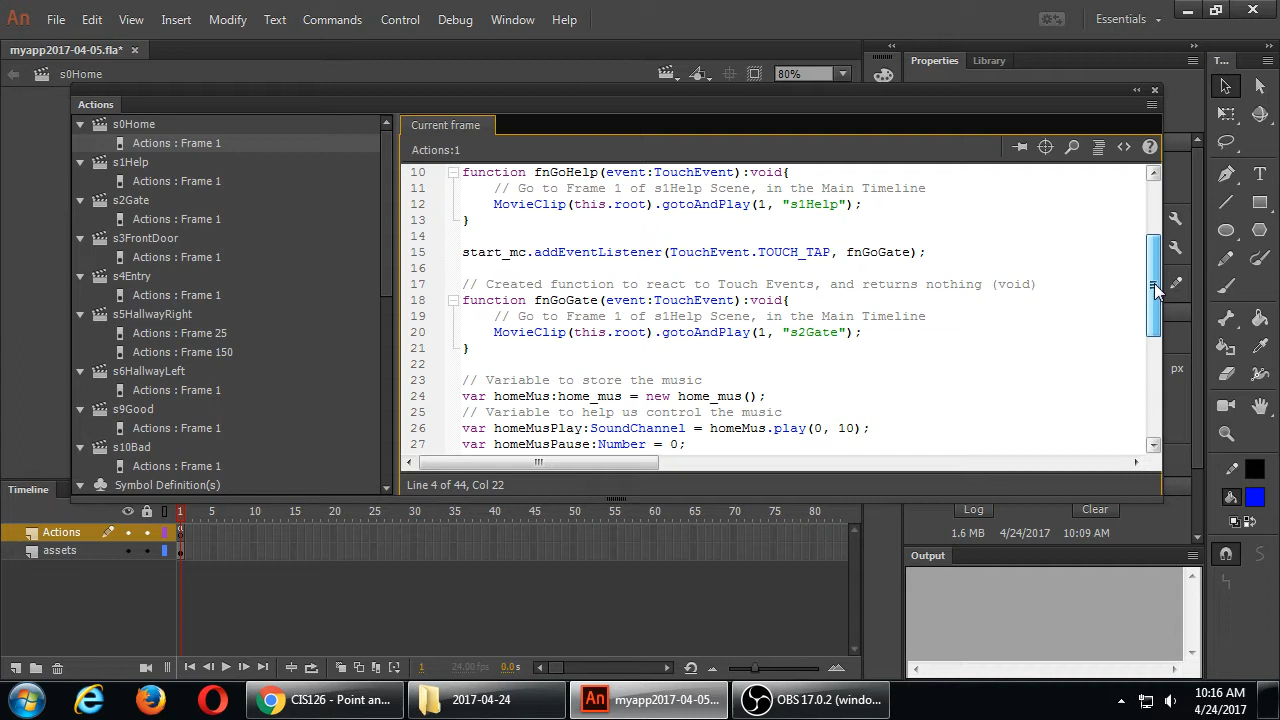 An File Edit View Insert Modify Text Commands Control Debug Window Help Essentials
myapp2017-04-05.fla* ×
s0Home 80% Properties Library T...
Actions
s0Home Current frame
Actions : Frame 1 Actions:1
s1Help
Actions : Frame 1
s2Gate
Actions : Frame 1
s3FrontDoor
Actions : Frame 1
s4Entry
Actions : Frame 1
s5HallwayRight
Actions : Frame 25
Actions : Frame 150
s6HallwayLeft
Actions : Frame 1
s9Good
Actions : Frame 1
s10Bad
Actions : Frame 1
Symbol Definition(s)
10 function fnGoHelp(event:TouchEvent):void{
11 // Go to Frame 1 of s1Help Scene, in the Main Timeline
12 MovieClip(this.root).gotoAndPlay(1, "s1Help");
13 }
14
15 start_mc.addEventListener(TouchEvent.TOUCH_TAP, fnGoGate);
16
17 // Created function to react to Touch Events, and returns nothing (void)
18 function fnGoGate(event:TouchEvent):void{
19 // Go to Frame 1 of s1Help Scene, in the Main Timeline
20 MovieClip(this.root).gotoAndPlay(1, "s2Gate");
21 }
22
23 // Variable to store the music
24 var homeMus:home_mus = new home_mus();
25 // Variable to help us control the music
26 var homeMusPlay:SoundChannel = homeMus.play(0, 10);
27 var homeMusPause:Number = 0;
Line 4 of 44, Col 22
px
Timeline
1 5 10 15 20 25 30 35 40 45 50 55 60 65 70 75 80
Actions
assets
Log Clear
1.6 MB 4/24/2017 10:09 AM
Output
1 24.00 fps 0.0 s
CIS126 - Point an... 2017-04-24 An myapp2017-04-05... OBS 17.0.2 (windo...
10:16 AM
4/24/2017